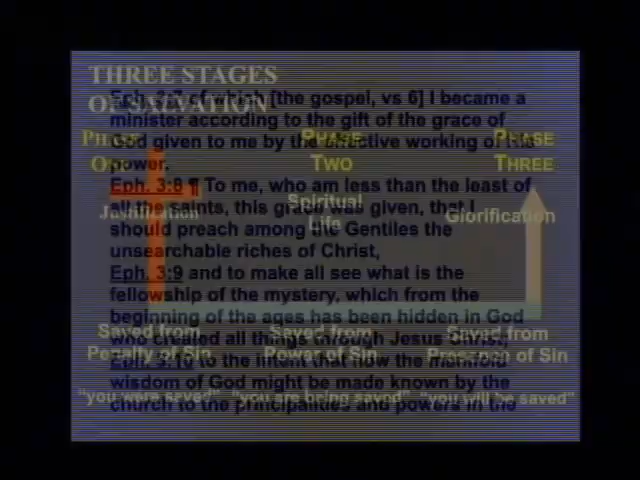 THREE STAGES
OF SALVATION
PHASE
ONE
PHASE
TWO
PHASE
THREE
Justification
Spiritual
Life
Glorification
Saved from
Penalty of Sin
Saved from
Power of Sin
Saved from
Presence of Sin
"you were saved"
"you are being saved"
"you will be saved"
Eph. 3:7 of which [the gospel, vs 6] I became a
minister according to the gift of the grace of
God given to me by the effective working of His
power.
Eph. 3:8 ¶ To me, who am less than the least of
all the saints, this grace was given, that I
should preach among the Gentiles the
unsearchable riches of Christ,
Eph. 3:9 and to make all see what is the
fellowship of the mystery, which from the
beginning of the ages has been hidden in God
who created all things through Jesus Christ;
Eph. 3:10 to the intent that now the manifold
wisdom of God might be made known by the
church to the principalities and powers in the